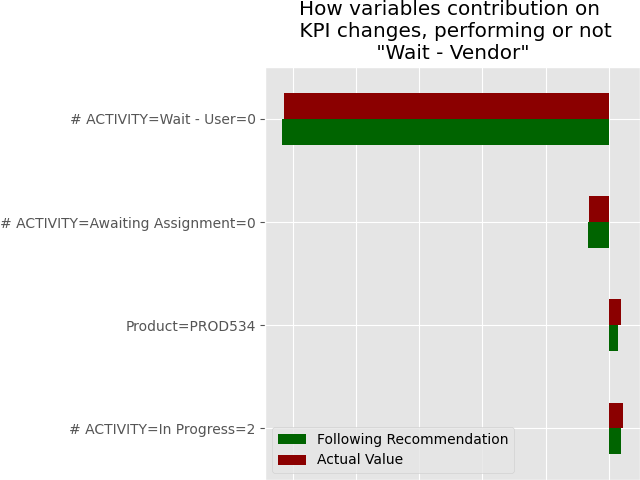 How variables contribution on
KPI changes, performing or not
"Wait - Vendor"
# ACTIVITY=Wait - User=0
# ACTIVITY=Awaiting Assignment=0
Product=PROD534
# ACTIVITY=In Progress=2
Following Recommendation
Actual Value